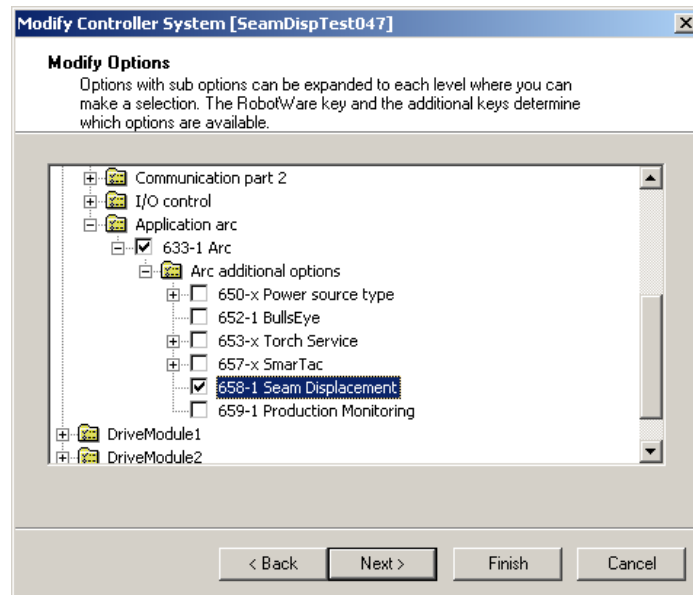 Modify Controller System [SeamDispTest047]
Modify Options
Options with sub options can be expanded to each level where you can
make a selection. The RobotWare key and the additional keys determine
which options are available.
Communication part 2
I/O control
Application arc
633-1 Arc
Arc additional options
650-x Power source type
652-1 BullsEye
653-x Torch Service
657-x SmarTac
658-1 Seam Displacement
659-1 Production Monitoring
DriveModule1
DriveModule2
< Back Next > Finish Cancel